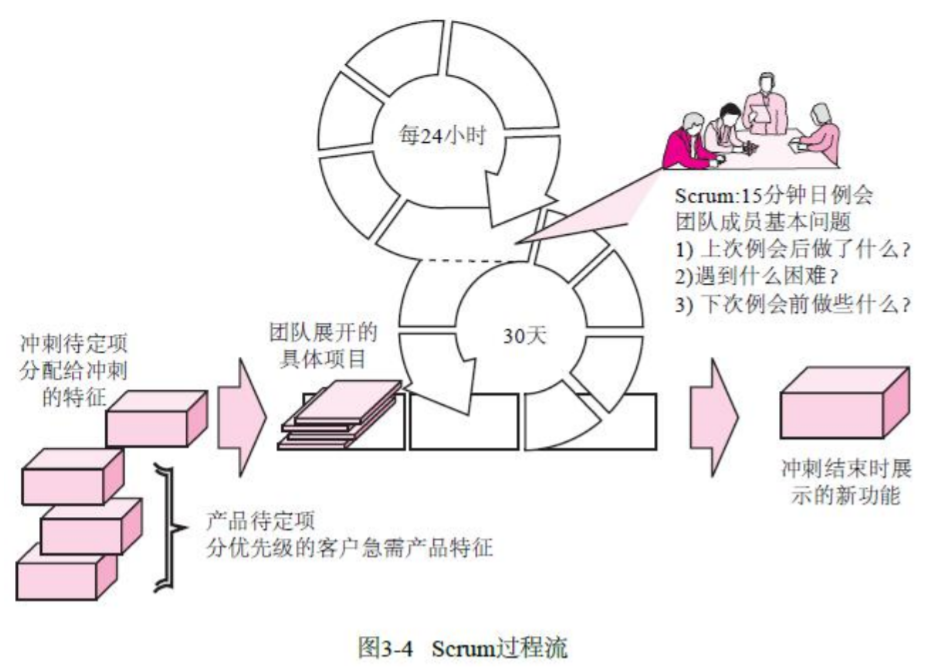 每24小时
Scrum:15分钟日例会
团队成员基本问题
1) 上次例会后做了什么?
2)遇到什么困难?
3) 下次例会前做些什么?
30天
团队展开的
具体项目
冲刺待定项
分配给冲刺
的特征
产品待定项
分优先级的客户急需产品特征
冲刺结束时展
示的新功能
图3-4 Scrum过程流